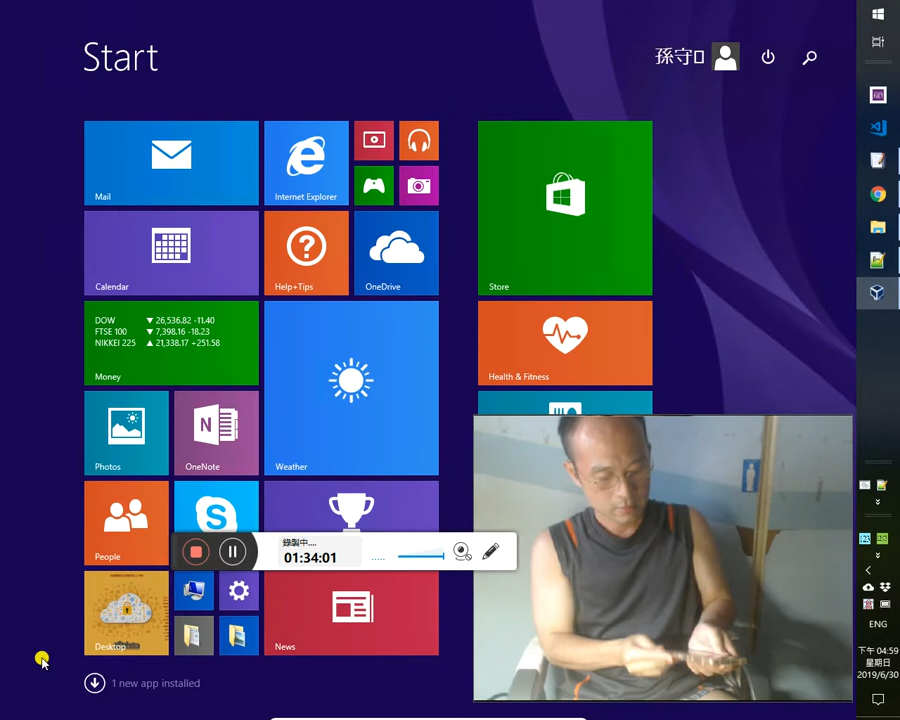 Start
孫守
Mail
Internet Explorer
Store
Calendar
Help+Tips
OneDrive
DOW ▼ 26,536.82 -11.40
FTSE 100 ▼ 7,398.16 -18.23
NIKKEI 225 ▲ 21,338.17 +251.58
Money
Weather
Health & Fitness
Photos
OneNote
People
錄製中....
01:34:01
Desktop
News
1 new app installed
ENG
下午 04:59
星期日
2019/6/30